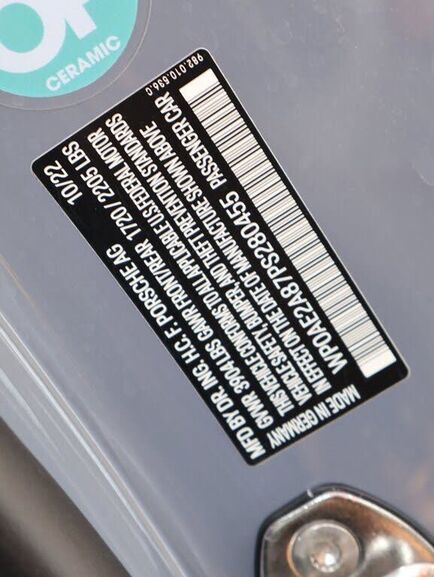 CERAMIC
982.010.536.0
MFD BY DR. ING. H.C. F. PORSCHE AG 10/22
GVWR 3904 LBS GAWR FRONT/REAR 1720 / 2205 LBS
THIS VEHICLE CONFORMS TO ALL APPLICABLE U.S. FEDERAL MOTOR
VEHICLE SAFETY, BUMPER, AND THEFT PREVENTION STANDARDS
IN EFFECT ON THE DATE OF MANUFACTURE SHOWN ABOVE.
WP0AE2A87PS280455 PASSENGER CAR
MADE IN GERMANY